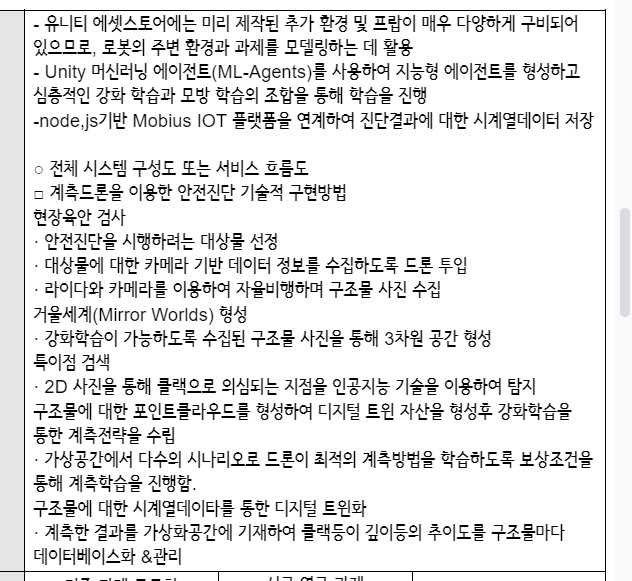 - 유니티 에셋스토어에는 미리 제작된 추가 환경 및 프랍이 매우 다양하게 구비되어
있으므로, 로봇의 주변 환경과 과제를 모델링하는 데 활용
- Unity 머신러닝 에이전트(ML-Agents)를 사용하여 지능형 에이전트를 형성하고
심층적인 강화 학습과 모방 학습의 조합을 통해 학습을 진행
-node,js기반 Mobius IOT 플랫폼을 연계하여 진단결과에 대한 시계열데이터 저장
○ 전체 시스템 구성도 또는 서비스 흐름도
□ 계측드론을 이용한 안전진단 기술적 구현방법
현장육안 검사
· 안전진단을 시행하려는 대상물 선정
· 대상물에 대한 카메라 기반 데이터 정보를 수집하도록 드론 투입
· 라이다와 카메라를 이용하여 자율비행하며 구조물 사진 수집
거울세계(Mirror Worlds) 형성
· 강화학습이 가능하도록 수집된 구조물 사진을 통해 3차원 공간 형성
특이점 검색
· 2D 사진을 통해 클랙으로 의심되는 지점을 인공지능 기술을 이용하여 탐지
구조물에 대한 포인트클라우드를 형성하여 디지털 트윈 자산을 형성후 강화학습을
통한 계측전략을 수립
· 가상공간에서 다수의 시나리오로 드론이 최적의 계측방법을 학습하도록 보상조건을
통해 계측학습을 진행함.
구조물에 대한 시계열데이타를 통한 디지털 트윈화
· 계측한 결과를 가상화공간에 기재하여 클랙등이 깊이등의 추이도를 구조물마다
데이터베이스화 &관리